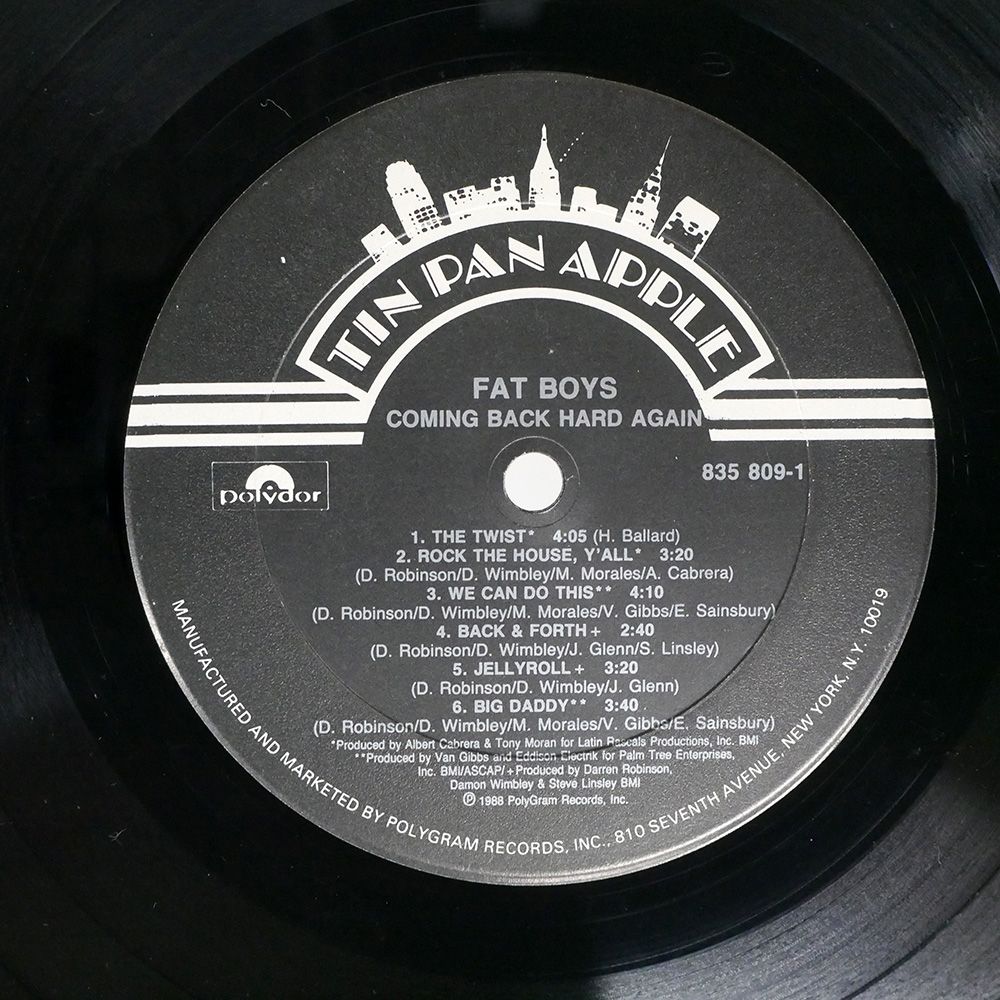 TIN PAN APPLE
FAT BOYS
COMING BACK HARD AGAIN
polydor
835 809-1
1. THE TWIST* 4:05 (H. Ballard)
2. ROCK THE HOUSE, Y'ALL* 3:20
(D. Robinson/D. Wimbley/M. Morales/A. Cabrera)
3. WE CAN DO THIS** 4:10
(D. Robinson/D. Wimbley/M. Morales/V. Gibbs/E. Sainsbury)
4. BACK & FORTH+ 2:40
(D. Robinson/D. Wimbley/J. Glenn/S. Linsley)
5. JELLYROLL+ 3:20
(D. Robinson/D. Wimbley/J. Glenn)
6. BIG DADDY** 3:40
(D. Robinson/D. Wimbley/M. Morales/V. Gibbs/E. Sainsbury)
*Produced by Albert Cabrera & Tony Moran for Latin Rascals Productions, Inc. BMI
**Produced by Van Gibbs and Eddison Electrik for Palm Tree Enterprises,
Inc. BMI/ASCAP/+Produced by Darren Robinson,
Damon Wimbley & Steve Linsley BMI
℗ 1988 PolyGram Records, Inc.
MANUFACTURED AND MARKETED BY POLYGRAM RECORDS, INC., 810 SEVENTH AVENUE, NEW YORK, N.Y. 10019